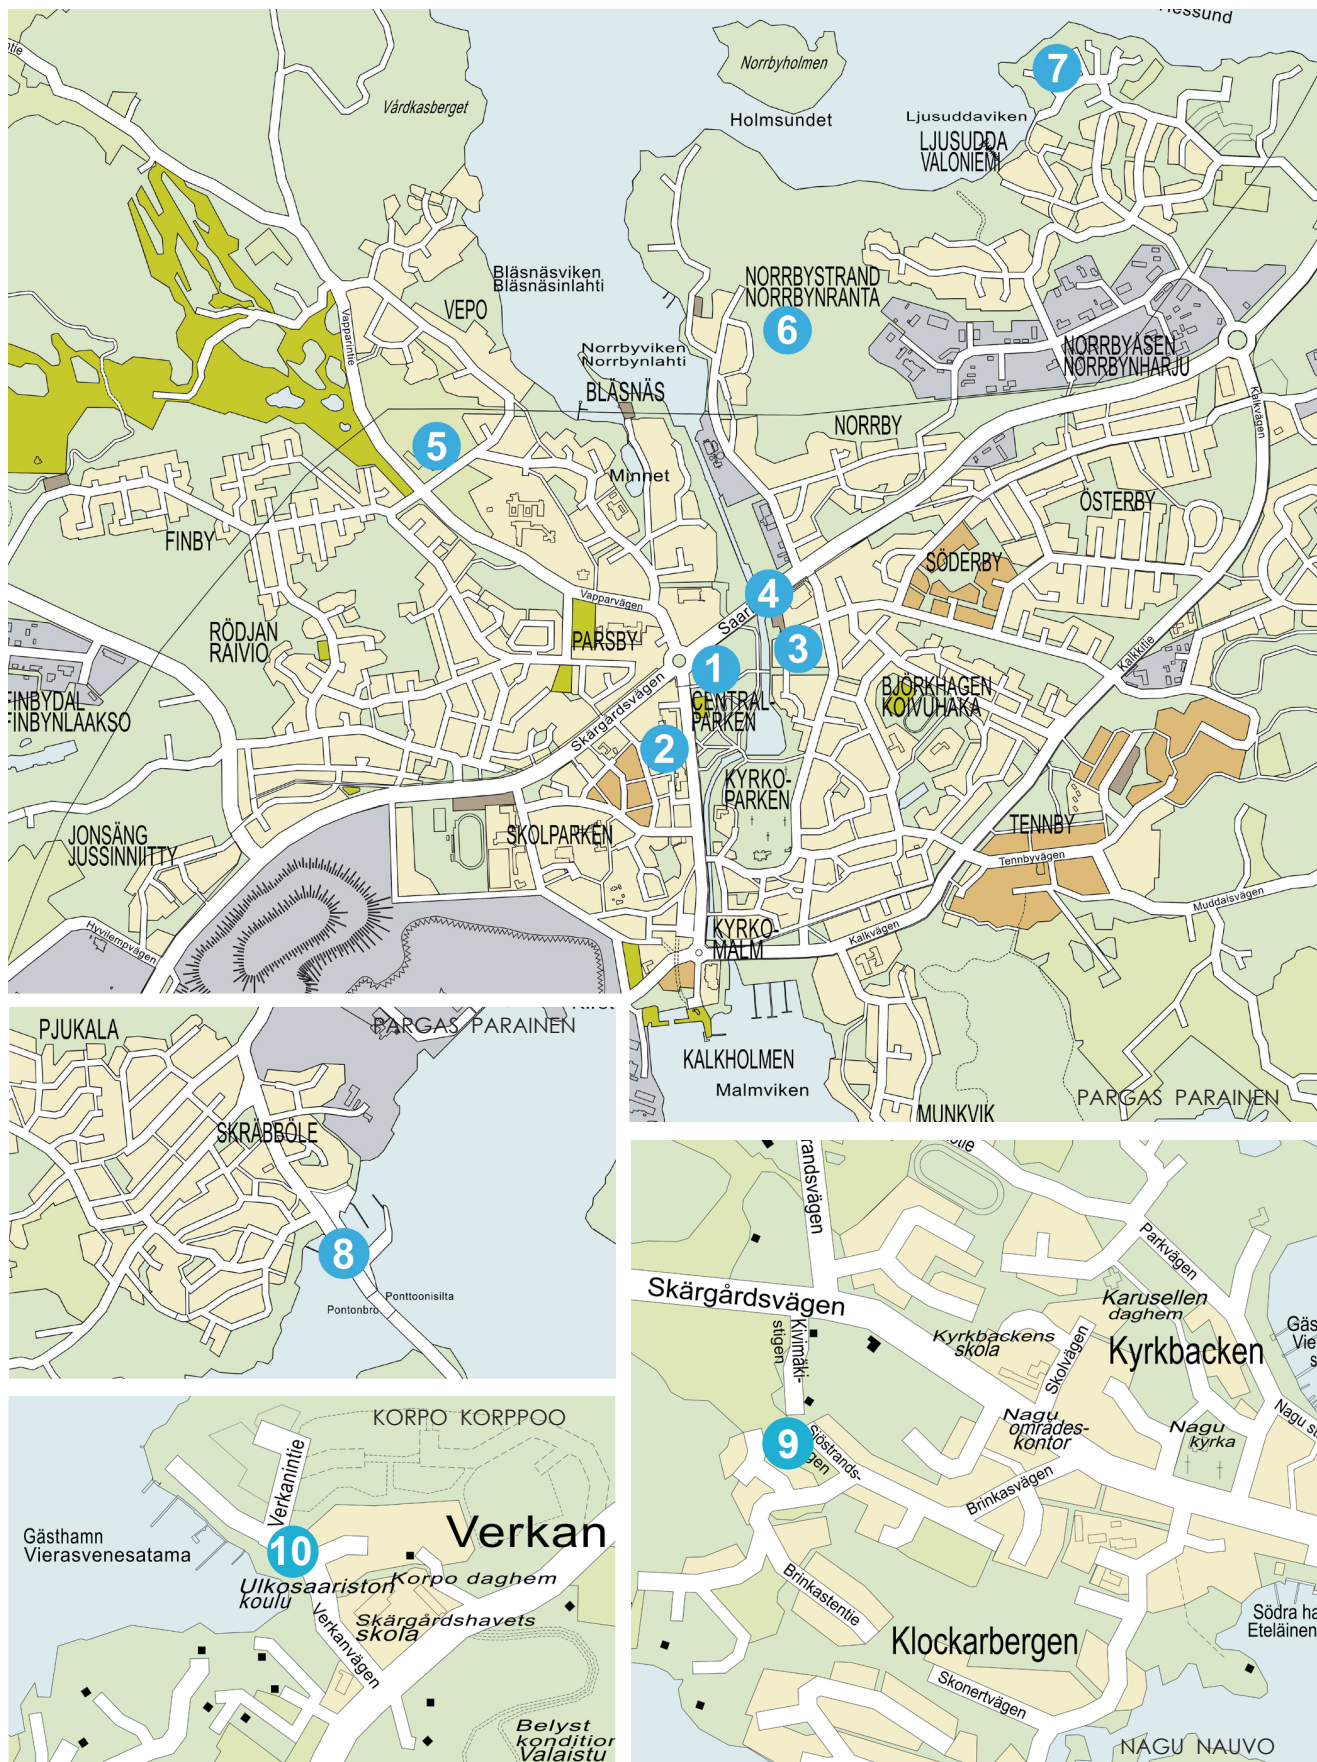 Norrbyholmen
Vårdkasberget
Holmsundet
7
Ljusuddaviken
LJUSUDDA
VALONIEMI
Bläsnäsviken
Bläsnäsinlahti
VEPO
NORRBYSTRAND
NORRBYNRANTA
6
Vapparintie
Norrbyviken
Norrbynlahti
BLÄSNÄS
NORRBYÅSEN
NORRBYNHARJU
Kalkvägen
NORRBY
5
Minnet
ÖSTERBY
FINBY
SÖDERBY
4
Vapparvägen
RÖDJAN
RAIVIO
PARSBY
3
1
Kalkkitie
Skärgårdsvägen
CENTRAL-
PARKEN
BJÖRKHAGEN
KOIVUHAKA
FINBYDAL
FINBYNLAAKSO
2
KYRKO-
PARKEN
JONSÄNG
JUSSINNIITTY
SKOLPARKEN
TENNBY
Tennbyvägen
Muddaisvägen
Hyvilempvägen
KYRKO-
MALM
Kalkvägen
KALKHOLMEN
Malmviken
MUNKVIK
PARGAS PARAINEN
PJUKALA
PARGAS PARAINEN
SKRÄBBÖLE
8
Ponttoonisilta
Pontonbro
Parkvägen
Skärgårdsvägen
Kivimäki-
stigen
Karusellen
daghem
Kyrkbackens
skola
Skolvägen
Kyrkbacken
Nagu
områdes-
kontor
Nagu
kyrka
9
Sjöstrands-
Brinkasvägen
Brinkastentie
Klockarbergen
Skonertvägen
NAGU NAUVO
KORPO KORPPOO
Verkanintie
Verkan
Gästhamn
Vierasvenesatama
10
Ulkosaariston
koulu
Korpo daghem
Skärgårdshavets
skola
Verkanvägen
Belyst
Valaistu